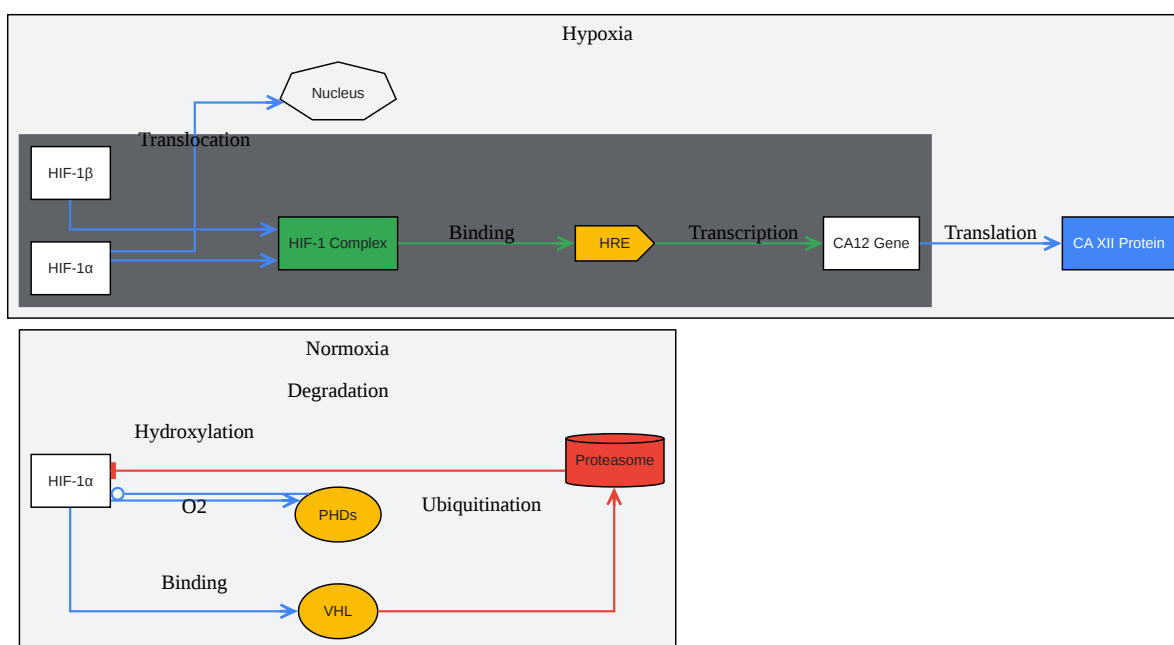 Hypoxia
Nucleus
Translocation
HIF-1β
HIF-1α
HIF-1 Complex
Binding
HRE
Transcription
CA12 Gene
Translation
CA XII Protein
Normoxia
Degradation
Hydroxylation
Proteasome
HIF-1α
O2
PHDs
Ubiquitination
Binding
VHL